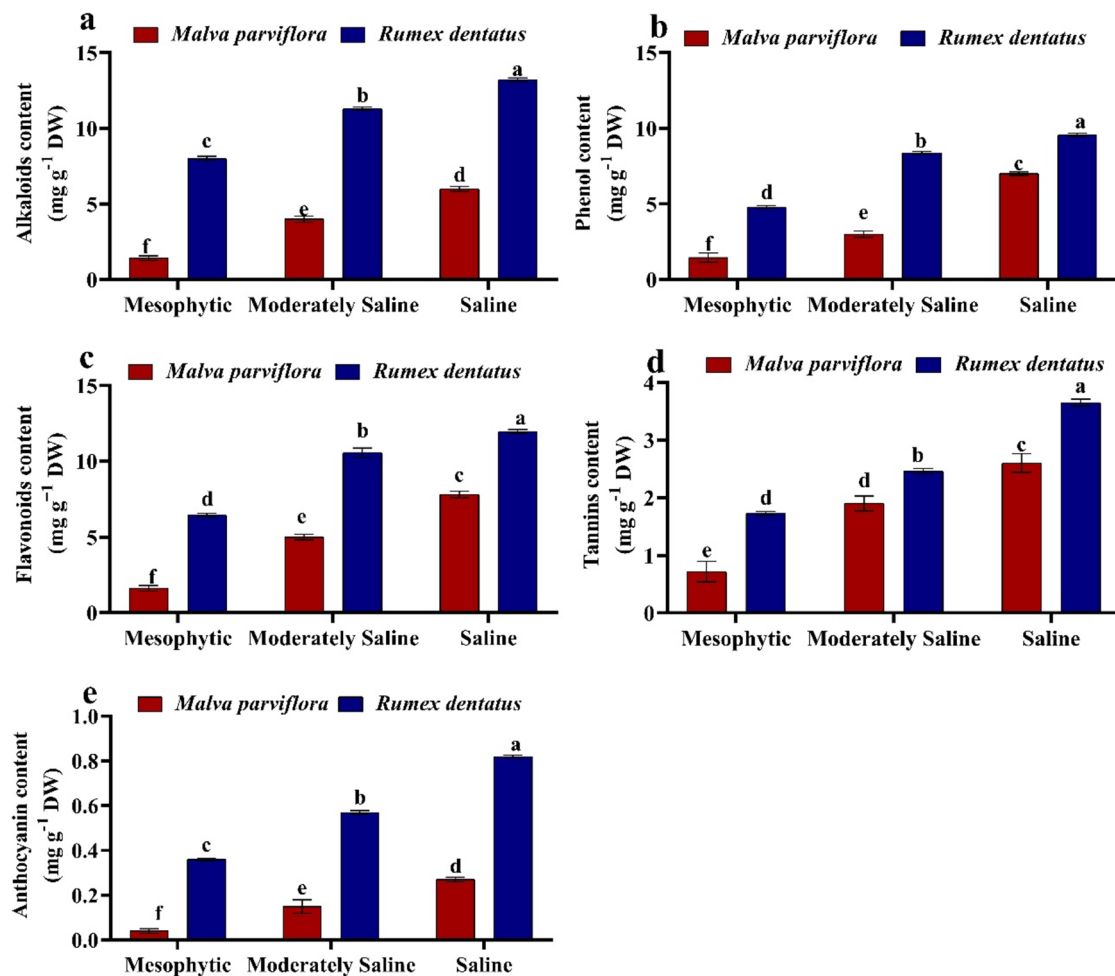 a
Malva parviflora Rumex dentatus
Alkaloids content
(mg g⁻¹ DW)
15
10
5
0
f
c
e
b
d
a
Mesophytic Moderately Saline Saline
b
Malva parviflora Rumex dentatus
Phenol content
(mg g⁻¹ DW)
15
10
5
0
f
d
e
b
c
a
Mesophytic Moderately Saline Saline
c
Malva parviflora Rumex dentatus
Flavonoids content
(mg g⁻¹ DW)
15
10
5
0
f
d
e
b
c
a
Mesophytic Moderately Saline Saline
d
Malva parviflora Rumex dentatus
Tannins content
(mg g⁻¹ DW)
4
3
2
1
0
e
d
d
b
c
a
Mesophytic Moderately Saline Saline
e
Malva parviflora Rumex dentatus
Anthocyanin content
(mg g⁻¹ DW)
1.0
0.8
0.6
0.4
0.2
0.0
f
c
e
b
d
a
Mesophytic Moderately Saline Saline